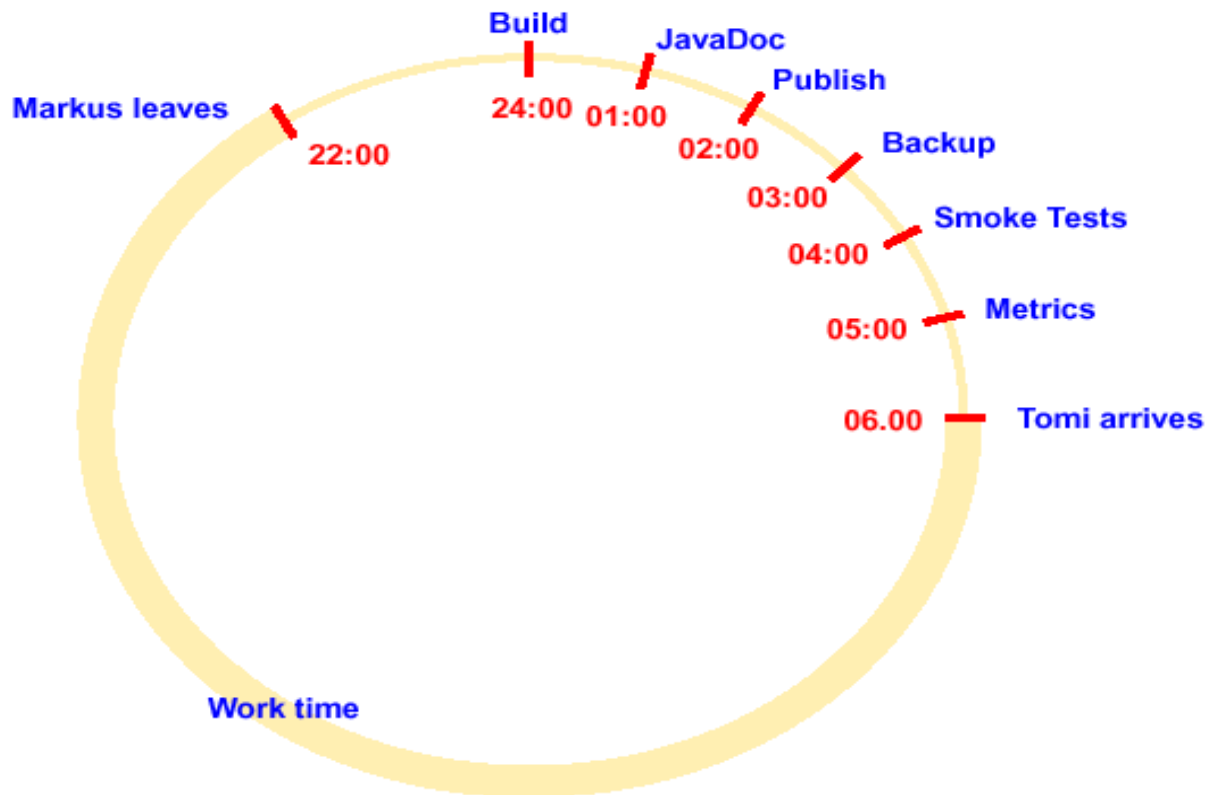 Build
JavaDoc
Publish
Markus leaves
24:00
01:00
Backup
02:00
22:00
03:00
Smoke Tests
04:00
Metrics
05:00
06.00
Tomi arrives
Work time